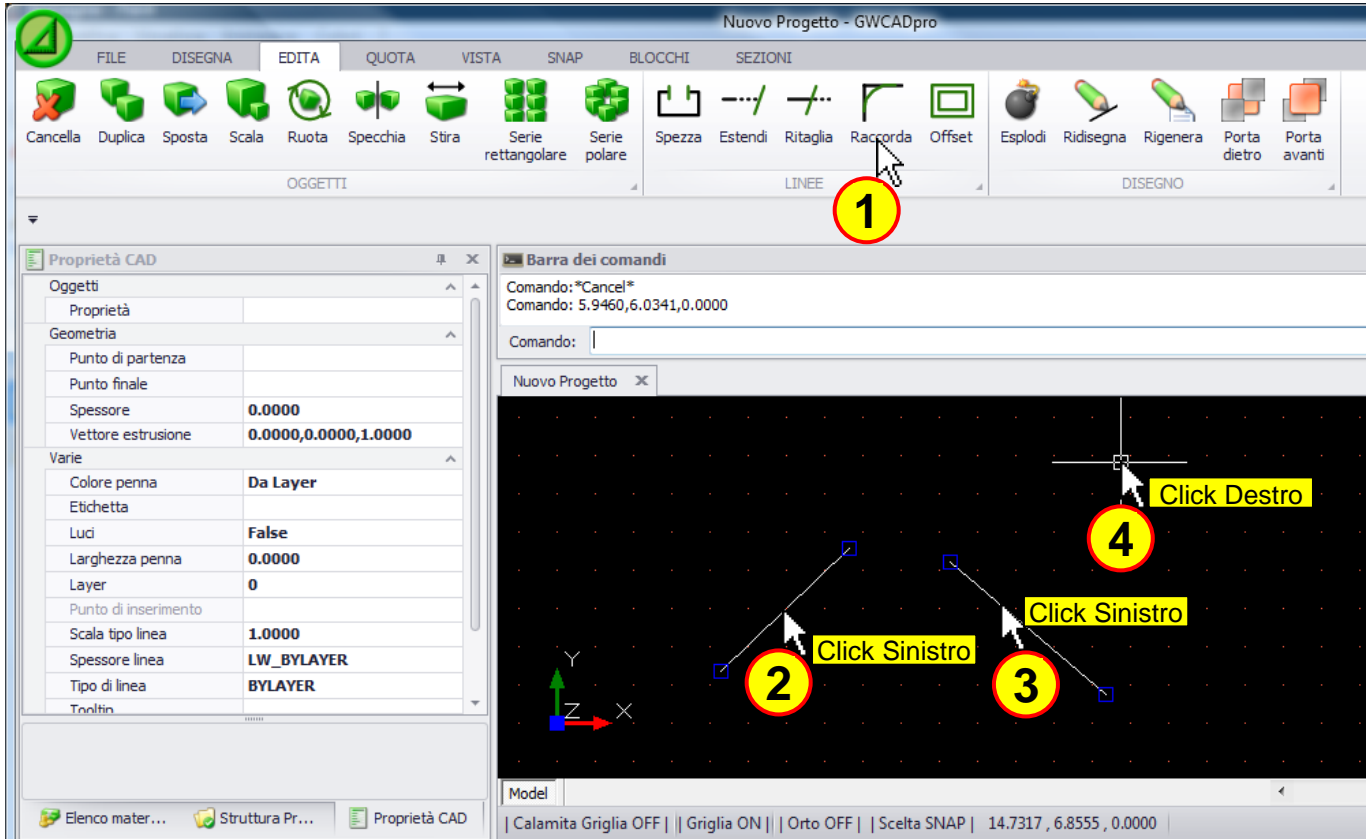 Nuovo Progetto - GWCADpro
FILE DISEGNA EDITA QUOTA VISTA SNAP BLOCCHI SEZIONI
Cancella Duplica Sposta Scala Ruota Specchia Stira Serie rettangolare Serie polare Spezza Estendi Ritaglia Raccorda Offset Esplodi Ridisegna Rigenera Porta dietro Porta avanti
OGGETTI LINEE DISEGNO
1
Proprietà CAD
Oggetti
Proprietà
Geometria
Punto di partenza
Punto finale
Spessore 0.0000
Vettore estrusione 0.0000,0.0000,1.0000
Varie
Colore penna Da Layer
Etichetta
Luci False
Larghezza penna 0.0000
Layer 0
Punto di inserimento
Scala tipo linea 1.0000
Spessore linea LW_BYLAYER
Tipo di linea BYLAYER
Tooltip
Elenco mater... Struttura Pr... Proprietà CAD
Barra dei comandi
Comando:*Cancel*
Comando: 5.9460,6.0341,0.0000
Comando:
Nuovo Progetto
Click Destro
4
Click Sinistro
3
Click Sinistro
2
Y
Z X
Model
| Calamita Griglia OFF | | Griglia ON | | Orto OFF | | Scelta SNAP | 14.7317 , 6.8555 , 0.0000